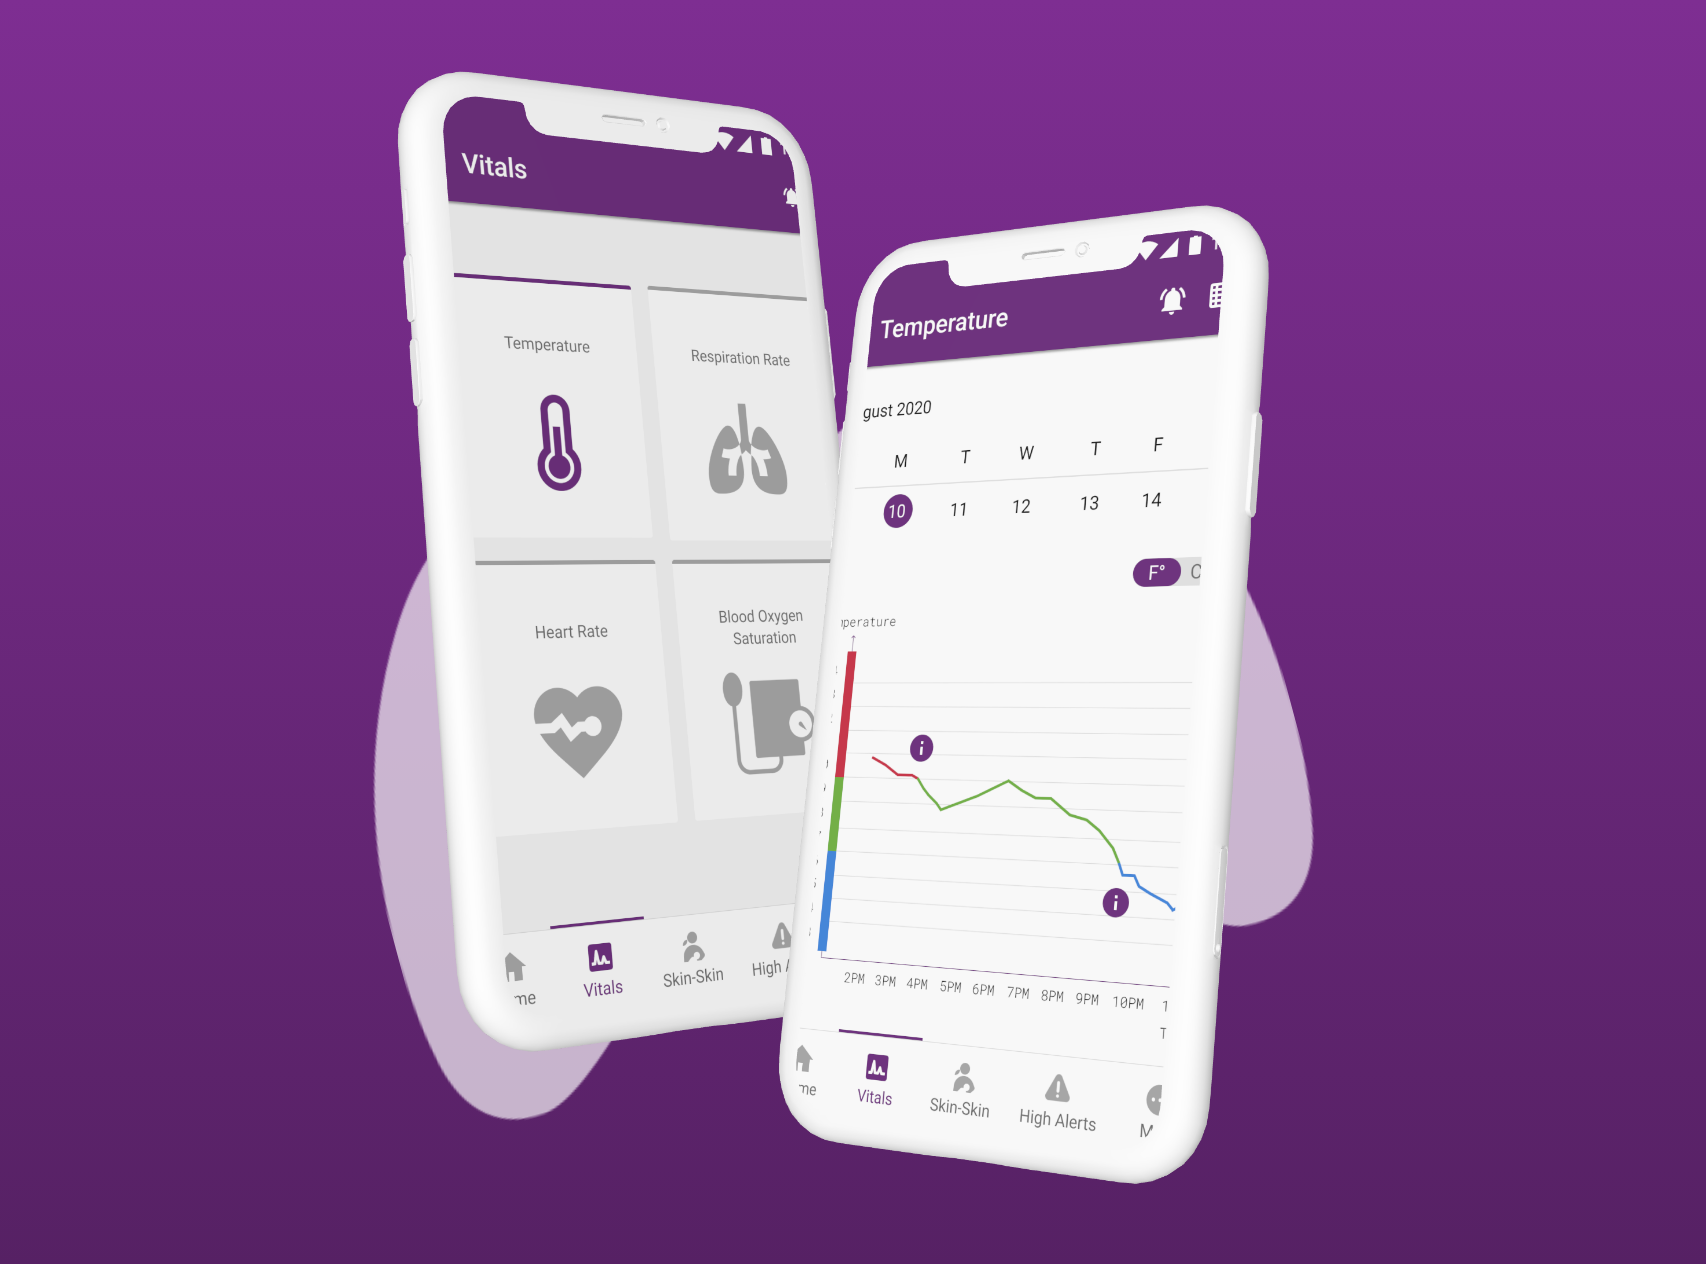 Vitals
Temperature
Respiration Rate
Heart Rate
Blood Oxygen
Saturation
me
Vitals
Skin-Skin
High A
Temperature
gust 2020
M T W T F
10 11 12 13 14
F° C
perature
2PM 3PM 4PM 5PM 6PM 7PM 8PM 9PM 10PM 1
T
me
Vitals
Skin-Skin
High Alerts
M